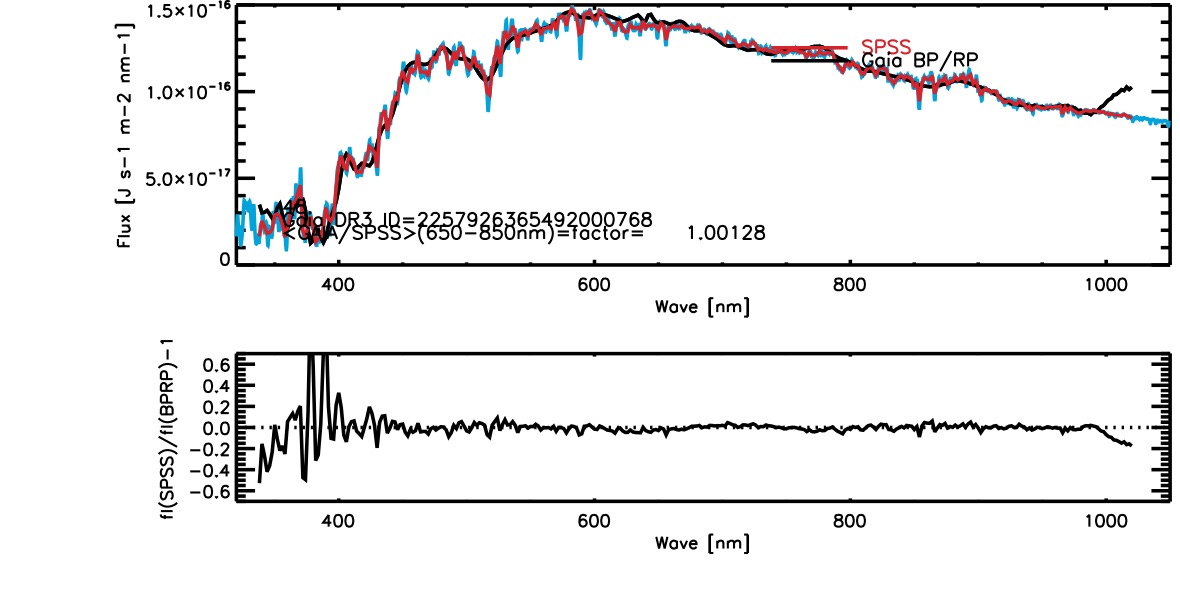 1.5×10−16
1.0×10−16
5.0×10−17
0
Flux [J s−1 m−2 nm−1]
SPSS
Gaia BP/RP
Gaia DR3 ID=2257926365492000768
<GAIA/SPSS>(650−850nm)=factor= 1.00128
400 600 800 1000
Wave [nm]
fl(SPSS)/fl(BPRP)−1
0.6
0.4
0.2
0.0
−0.2
−0.4
−0.6
400 600 800 1000
Wave [nm]